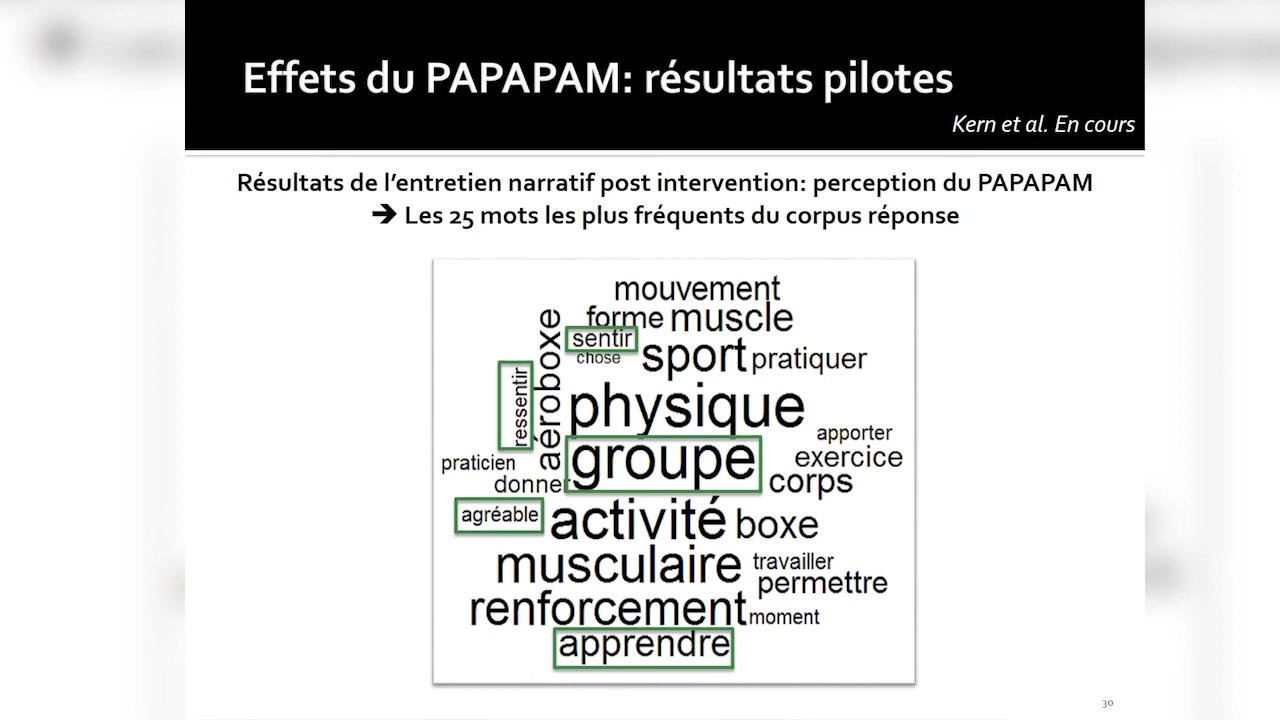 Effets du PAPAPAM: résultats pilotes
Kern et al. En cours
Résultats de l'entretien narratif post intervention: perception du PAPAPAM
➔ Les 25 mots les plus fréquents du corpus réponse
mouvement
forme muscle
sentir
chose
sport pratiquer
aéroboxe
ressentir
physique
apporter
groupe
exercice
praticien
donner
corps
agréable
activité boxe
musculaire
travailler
permettre
renforcement moment
apprendre
30